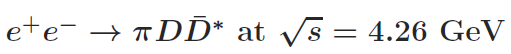 e⁺e⁻ → πDD̄* at √s = 4.26 GeV